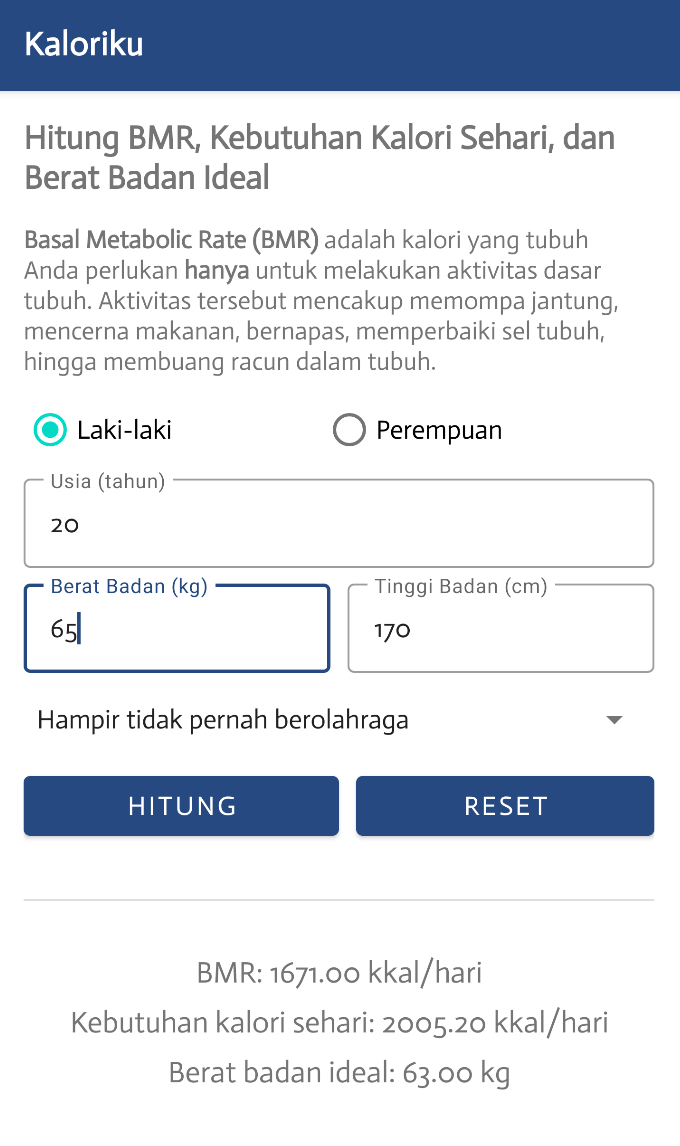 Kaloriku
Hitung BMR, Kebutuhan Kalori Sehari, dan
Berat Badan Ideal
Basal Metabolic Rate (BMR) adalah kalori yang tubuh
Anda perlukan hanya untuk melakukan aktivitas dasar
tubuh. Aktivitas tersebut mencakup memompa jantung,
mencerna makanan, bernapas, memperbaiki sel tubuh,
hingga membuang racun dalam tubuh.
Laki-laki Perempuan
Usia (tahun)
20
Berat Badan (kg) Tinggi Badan (cm)
65 170
Hampir tidak pernah berolahraga
HITUNG RESET
BMR: 1671.00 kkal/hari
Kebutuhan kalori sehari: 2005.20 kkal/hari
Berat badan ideal: 63.00 kg